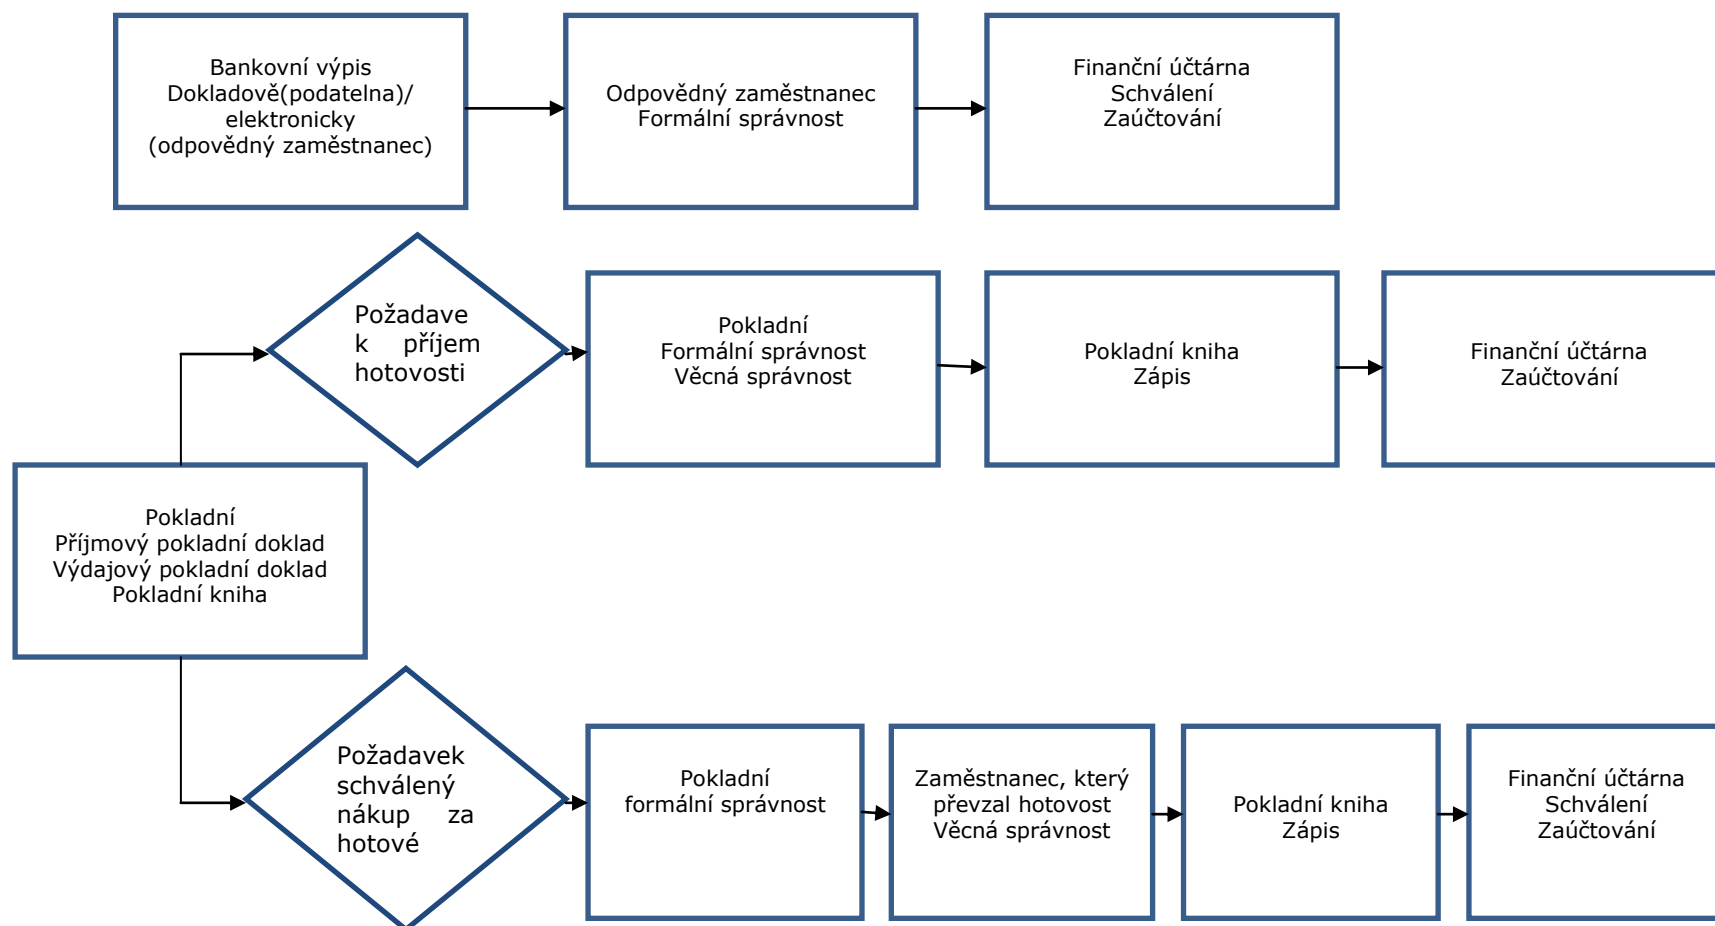 Bankovní výpis
Dokladově(podatelna)/
elektronicky
(odpovědný zaměstnanec)
Odpovědný zaměstnanec
Formální správnost
Finanční účtárna
Schválení
Zaúčtování
Požadave
k příjem
hotovosti
Pokladní
Formální správnost
Věcná správnost
Pokladní kniha
Zápis
Finanční účtárna
Zaúčtování
Pokladní
Příjmový pokladní doklad
Výdajový pokladní doklad
Pokladní kniha
Požadavek
schválený
nákup za
hotové
Pokladní
formální správnost
Zaměstnanec, který
převzal hotovost
Věcná správnost
Pokladní kniha
Zápis
Finanční účtárna
Schválení
Zaúčtování